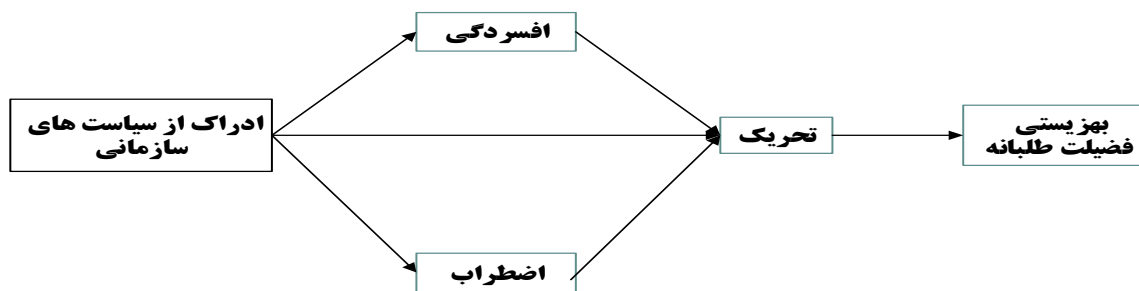 افسردگی
ادراک از سیاست های
سازمانی
تحریک
بهزیستی
فضیلت طلبانه
اضطراب